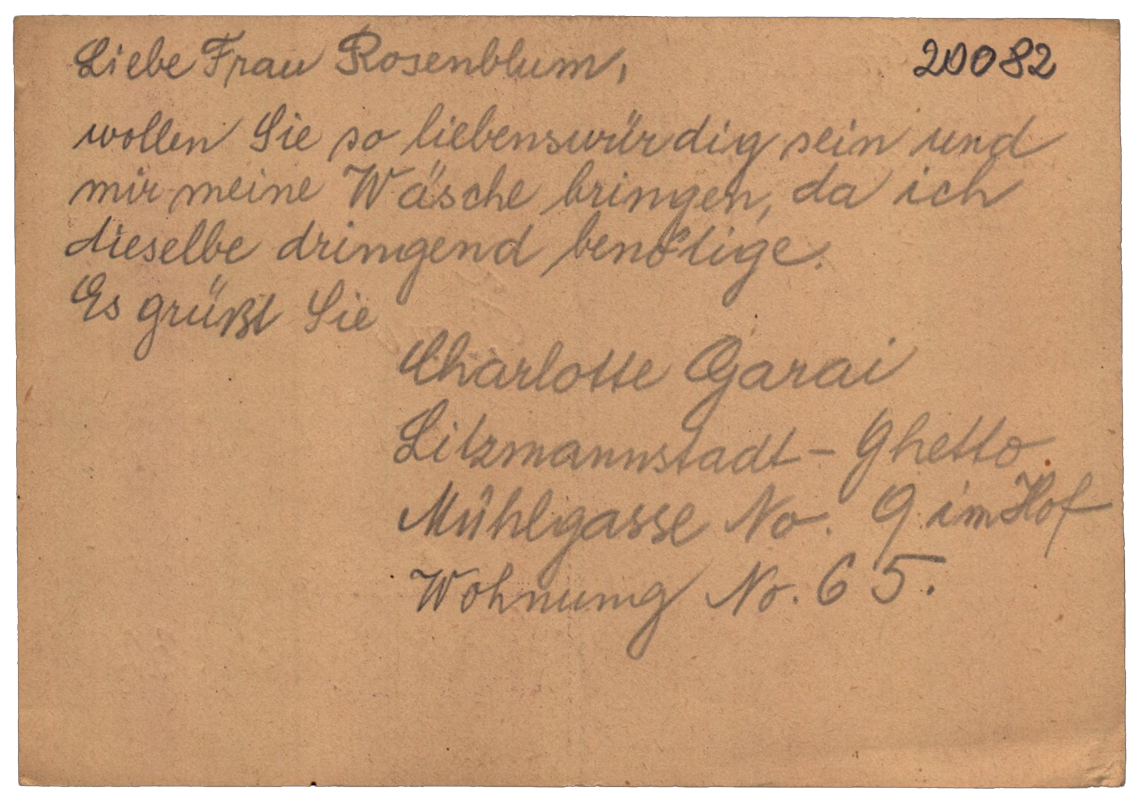 Liebe Frau Rosenblum,
20082
wollen Sie so liebenswürdig sein und
mir meine Wäsche bringen, da ich
dieselbe dringend benötige.
Es grüßt Sie
Charlotte Garai
Litzmannstadt - Ghetto
Mühlgasse No. 9 im Hof
Wohnung No. 65.